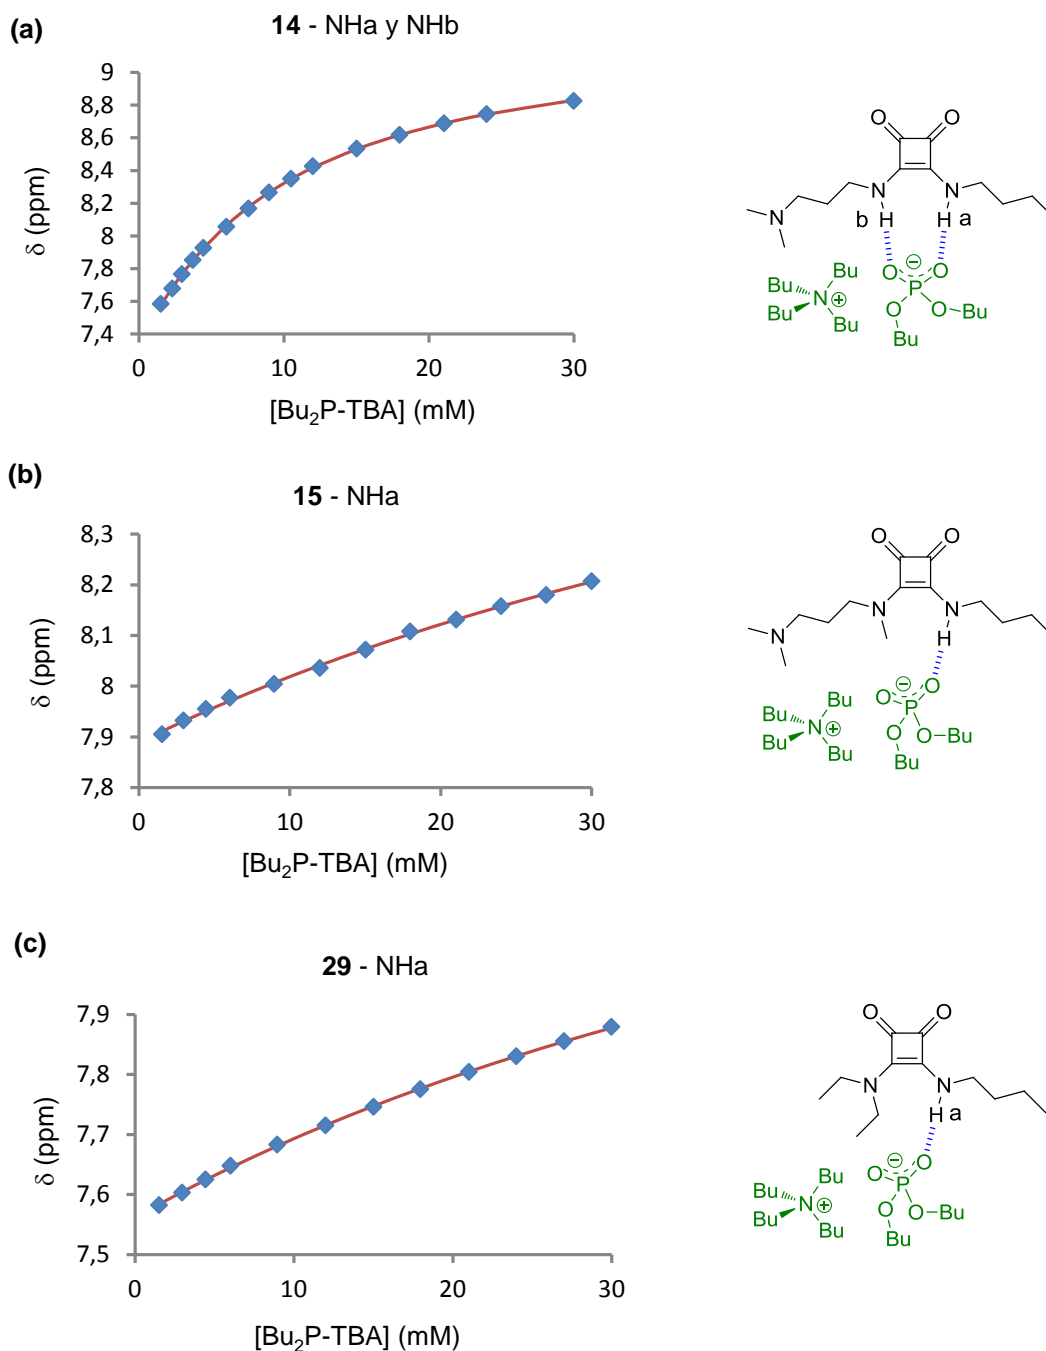 (a)
14 - NHa y NHb
9
8,8
8,6
8,4
8,2
8
7,8
7,6
7,4
δ (ppm)
0 10 20 30
[Bu₂P-TBA] (mM)
O O
N N
b H H a
N
O ⊖ O
P
O O–Bu
Bu
Bu Bu
N ⊕
Bu Bu
(b)
15 - NHa
8,3
8,2
8,1
8
7,9
7,8
δ (ppm)
0 10 20 30
[Bu₂P-TBA] (mM)
O O
N N
H
N
O ⊖ O
P
O O–Bu
Bu
Bu Bu
N ⊕
Bu Bu
(c)
29 - NHa
7,9
7,8
7,7
7,6
7,5
δ (ppm)
0 10 20 30
[Bu₂P-TBA] (mM)
O O
N N
H a
O ⊖ O
P
O O–Bu
Bu
Bu Bu
N ⊕
Bu Bu